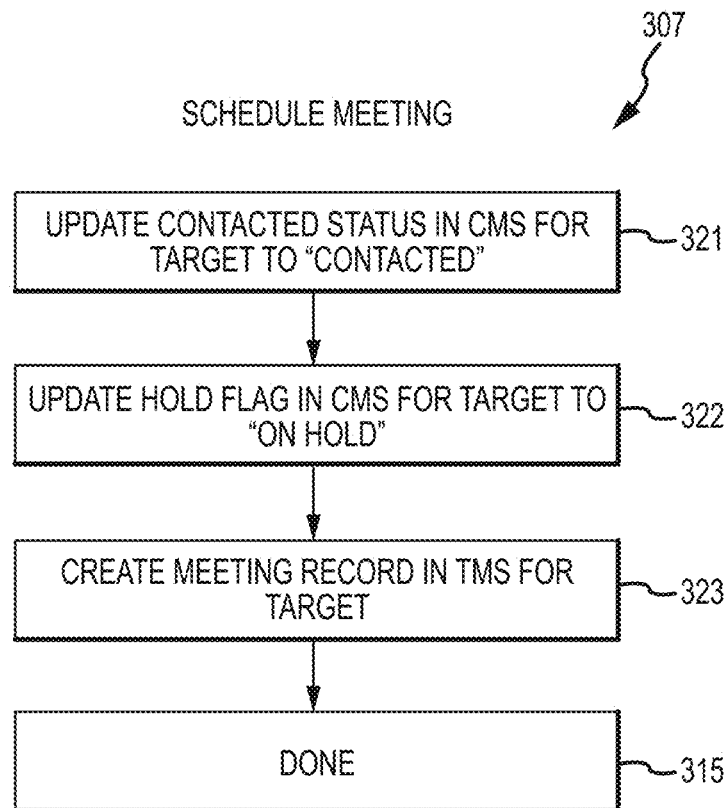 307
SCHEDULE MEETING
UPDATE CONTACTED STATUS IN CMS FOR
TARGET TO “CONTACTED”
321
UPDATE HOLD FLAG IN CMS FOR TARGET TO
“ON HOLD”
322
CREATE MEETING RECORD IN TMS FOR
TARGET
323
DONE
315